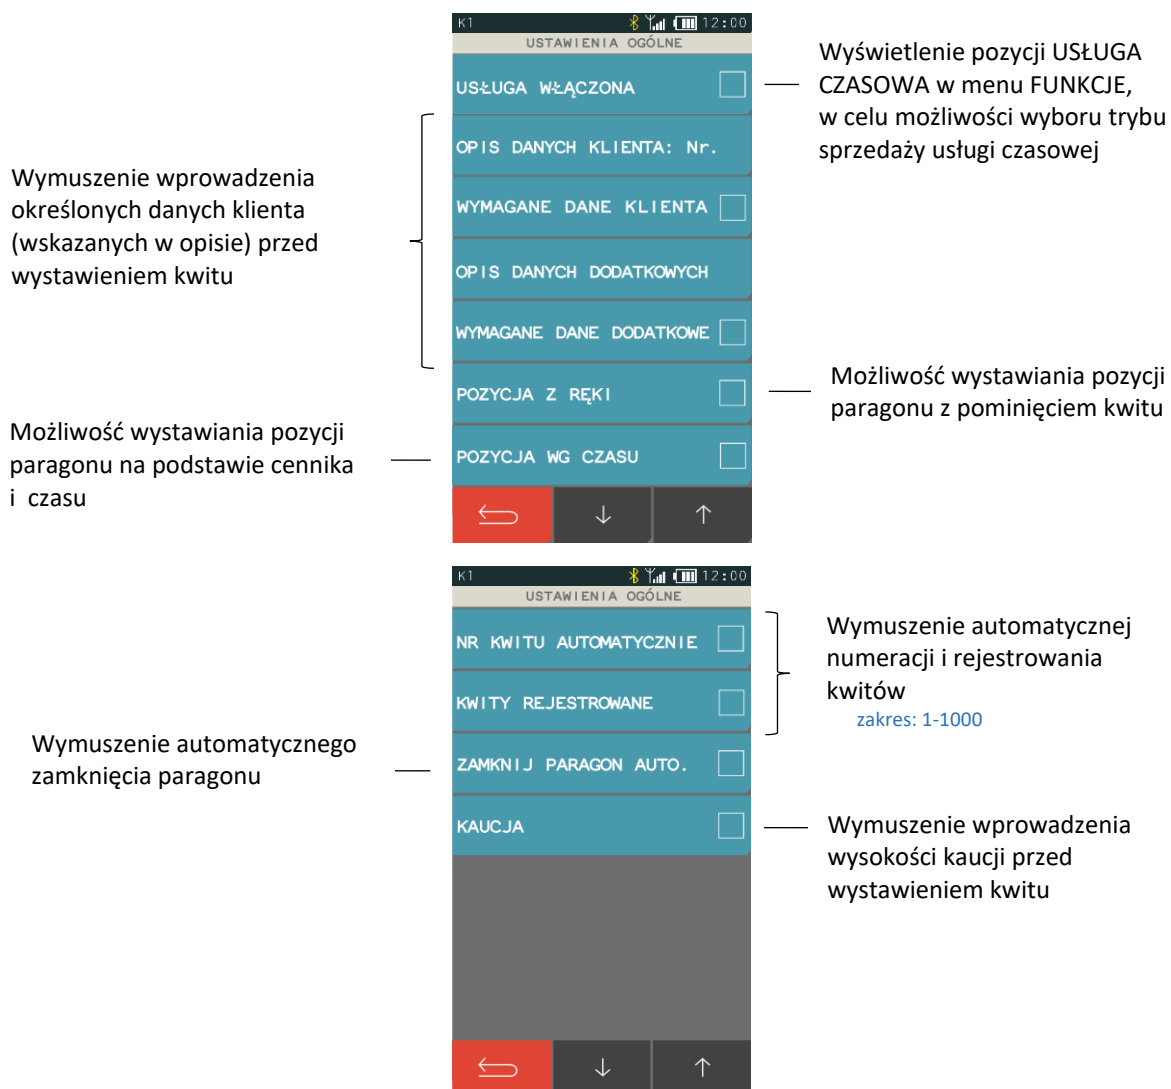 K1 12:00
USTAWIENIA OGÓLNE
USŁUGA WŁĄCZONA
OPIS DANYCH KLIENTA: Nr.
WYMAGANE DANE KLIENTA
OPIS DANYCH DODATKOWYCH
WYMAGANE DANE DODATKOWE
POZYCJA Z RĘKI
POZYCJA WG CZASU
Wyświetlenie pozycji USŁUGA
CZASOWA w menu FUNKCJE,
w celu możliwości wyboru trybu
sprzedaży usługi czasowej
Wymuszenie wprowadzenia
określonych danych klienta
(wskazanych w opisie) przed
wystawieniem kwitu
Możliwość wystawiania pozycji
paragonu z pominięciem kwitu
Możliwość wystawiania pozycji
paragonu na podstawie cennika
i czasu
K1 12:00
USTAWIENIA OGÓLNE
NR KWITU AUTOMATYCZNIE
KWITY REJESTROWANE
ZAMKNIJ PARAGON AUTO.
KAUCJA
Wymuszenie automatycznej
numeracji i rejestrowania
kwitów
zakres: 1-1000
Wymuszenie automatycznego
zamknięcia paragonu
Wymuszenie wprowadzenia
wysokości kaucji przed
wystawieniem kwitu